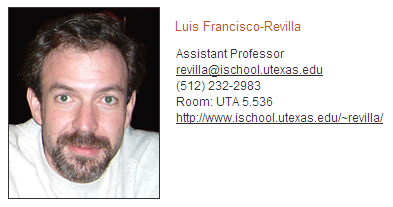 Luis Francisco-Revilla
Assistant Professor
revilla@ischool.utexas.edu
(512) 232-2983
Room: UTA 5.536
http://www.ischool.utexas.edu/~revilla/